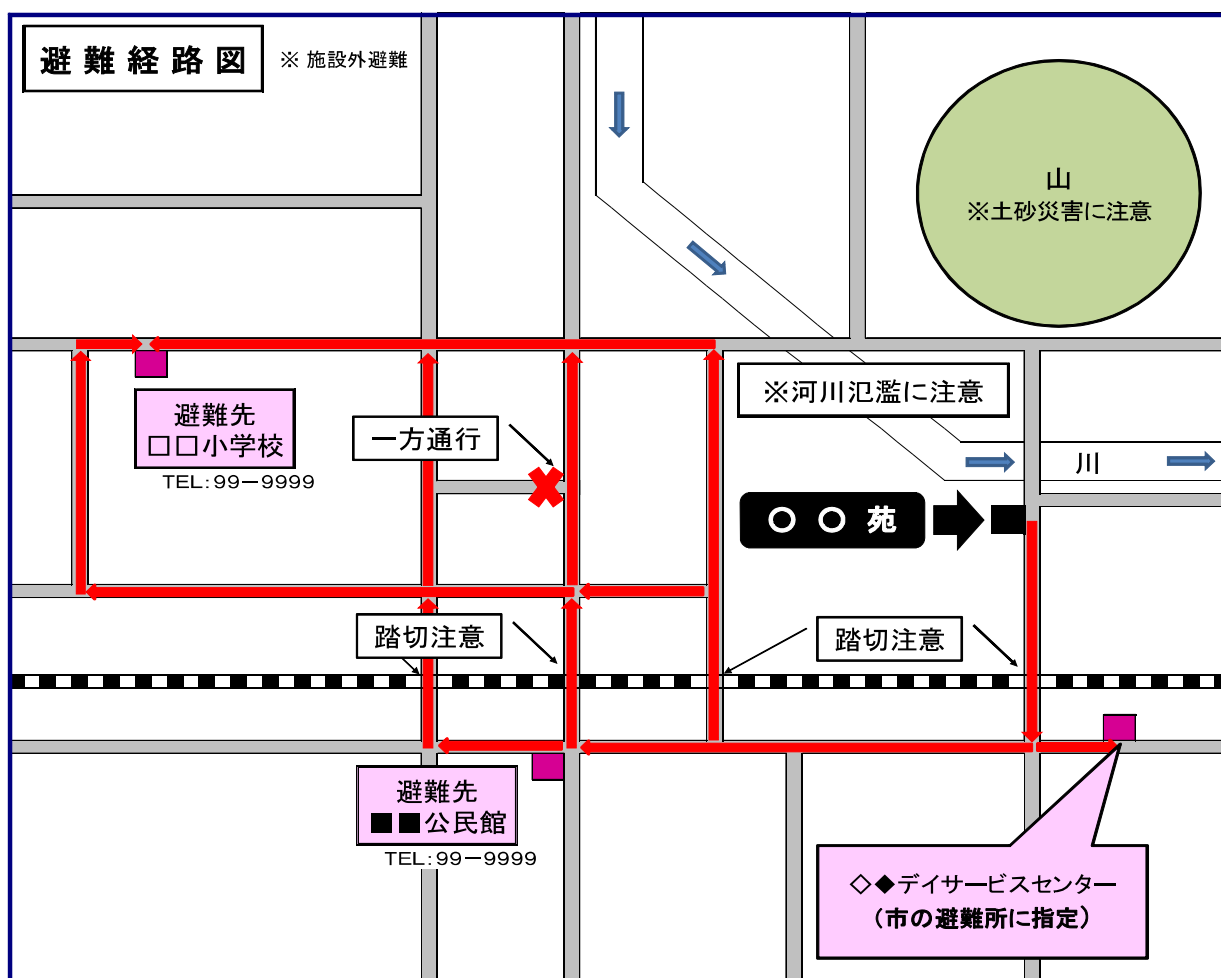 避難経路図
※ 施設外避難
山
※土砂災害に注意
※河川氾濫に注意
避難先
□□小学校
TEL:99-9999
一方通行
川
○ ○ 苑
踏切注意
踏切注意
避難先
■■公民館
TEL:99-9999
◇◆デイサービスセンター
(市の避難所に指定)